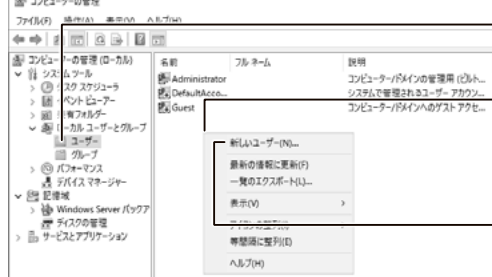 コンピューターの管理
ファイル(F) 操作(A) 表示(V) ヘルプ(H)
コンピューターの管理 (ローカル)
システム ツール
タスク スケジューラ
イベント ビューアー
共有フォルダー
ローカル ユーザーとグループ
ユーザー
グループ
パフォーマンス
デバイス マネージャー
記憶域
Windows Server バックア
ディスクの管理
サービスとアプリケーション
名前 フル ネーム 説明
Administrator コンピューター/ドメインの管理用 (ビルト...
DefaultAcco... システムで管理されるユーザー アカウン...
Guest コンピューター/ドメインへのゲスト アクセ...
新しいユーザー(N)...
最新の情報に更新(F)
一覧のエクスポート(L)...
表示(V)
等間隔に整列(E)
ヘルプ(H)